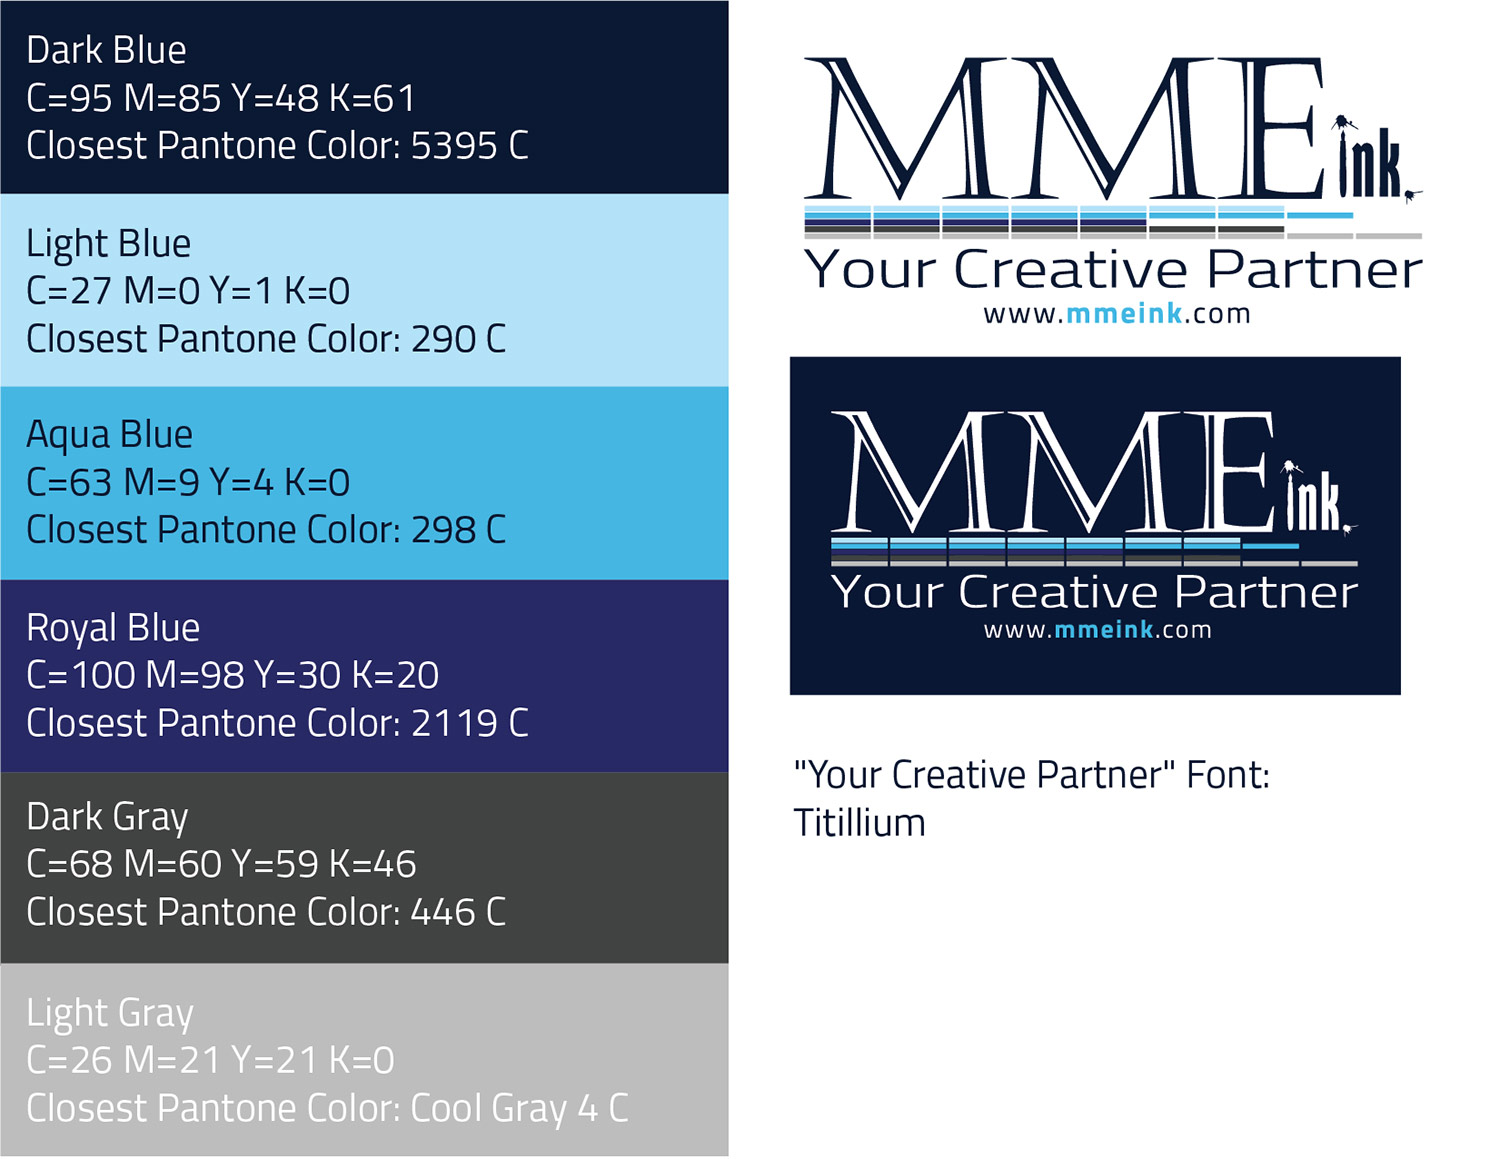 Dark Blue
C=95 M=85 Y=48 K=61
Closest Pantone Color: 5395 C
Light Blue
C=27 M=0 Y=1 K=0
Closest Pantone Color: 290 C
Aqua Blue
C=63 M=9 Y=4 K=0
Closest Pantone Color: 298 C
Royal Blue
C=100 M=98 Y=30 K=20
Closest Pantone Color: 2119 C
Dark Gray
C=68 M=60 Y=59 K=46
Closest Pantone Color: 446 C
Light Gray
C=26 M=21 Y=21 K=0
Closest Pantone Color: Cool Gray 4 C
MME ink.
Your Creative Partner
www.mmeink.com
MME ink.
Your Creative Partner
www.mmeink.com
"Your Creative Partner" Font:
Titillium